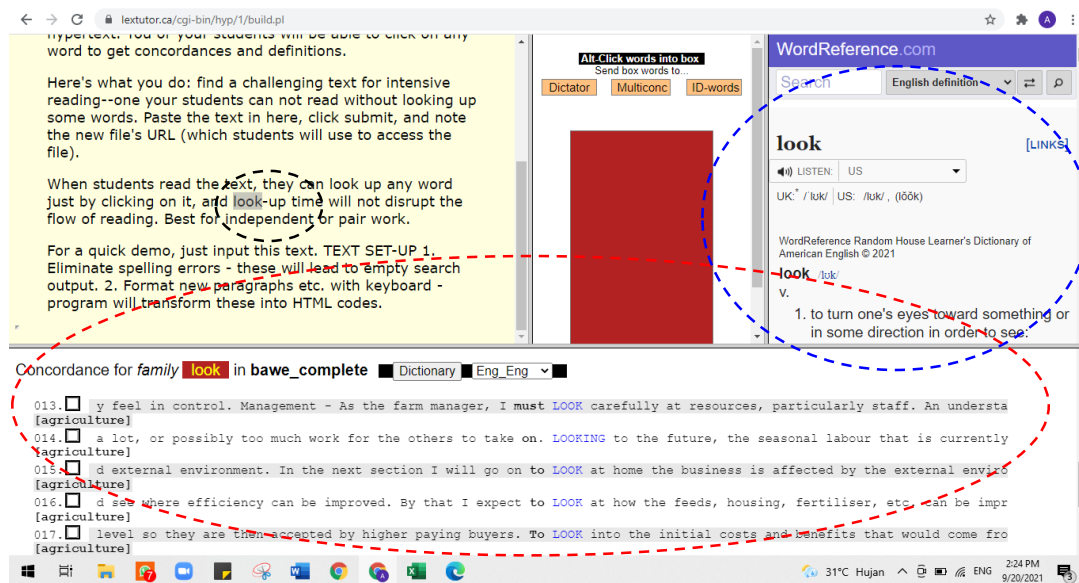 lextutor.ca/cgi-bin/hyp/1/build.pl
A
hypertext. You or your students will be able to click on any
word to get concordances and definitions.
Here's what you do: find a challenging text for intensive
reading--one your students can not read without looking up
some words. Paste the text in here, click submit, and note
the new file's URL (which students will use to access the
file).
When students read the text, they can look up any word
just by clicking on it, and look-up time will not disrupt the
flow of reading. Best for independent or pair work.
For a quick demo, just input this text. TEXT SET-UP 1.
Eliminate spelling errors - these will lead to empty search
output. 2. Format new paragraphs etc. with keyboard -
program will transform these into HTML codes.
Alt-Click words into box
Send box words to...
Dictator Multiconc ID-words
WordReference.com
Search English definition
look [LINKS]
LISTEN: US
UK:* /ˈlʊk/ US: /lʊk/ , (lŏŏk)
WordReference Random House Learner's Dictionary of
American English © 2021
look /lʊk/
v.
1. to turn one's eyes toward something or
in some direction in order to see:
Concordance for family look in bawe_complete Dictionary Eng_Eng
013. y feel in control. Management - As the farm manager, I must LOOK carefully at resources, particularly staff. An understa
[agriculture]
014. a lot, or possibly too much work for the others to take on. LOOKING to the future, the seasonal labour that is currently
[agriculture]
015. d external environment. In the next section I will go on to LOOK at home the business is affected by the external enviro
[agriculture]
016. d see where efficiency can be improved. By that I expect to LOOK at how the feeds, housing, fertiliser, etc. can be impr
[agriculture]
017. level so they are then accepted by higher paying buyers. To LOOK into the initial costs and benefits that would come fro
[agriculture]
31°C Hujan ENG 2:24 PM
9/20/2021